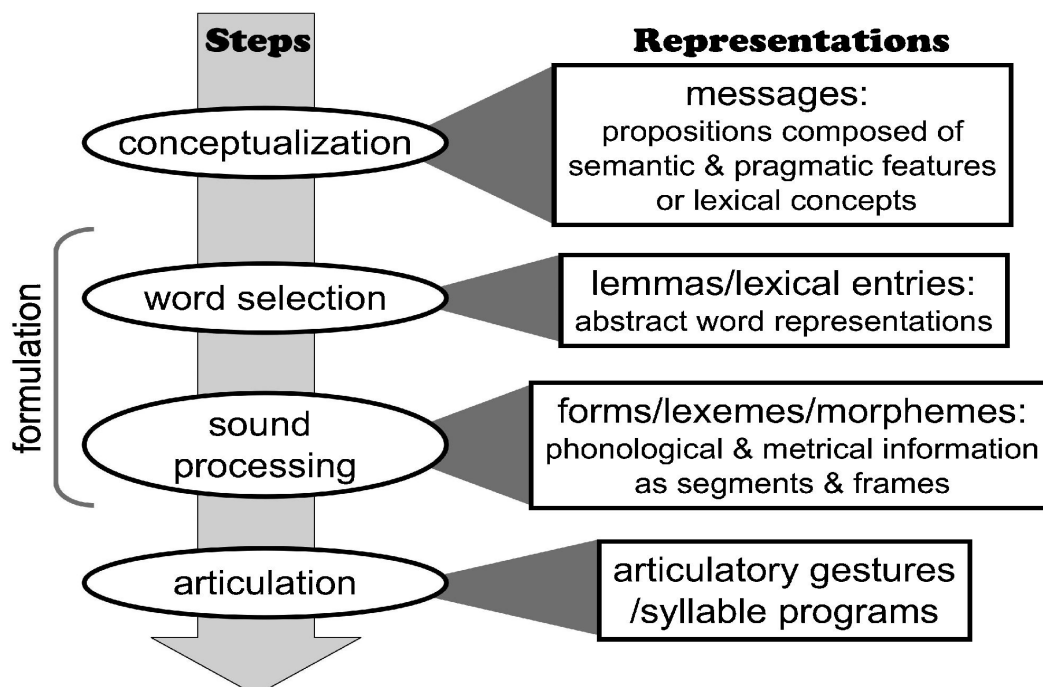 Steps
Representations
conceptualization
messages:
propositions composed of
semantic & pragmatic features
or lexical concepts
formulation
word selection
lemmas/lexical entries:
abstract word representations
sound
processing
forms/lexemes/morphemes:
phonological & metrical information
as segments & frames
articulation
articulatory gestures
/syllable programs